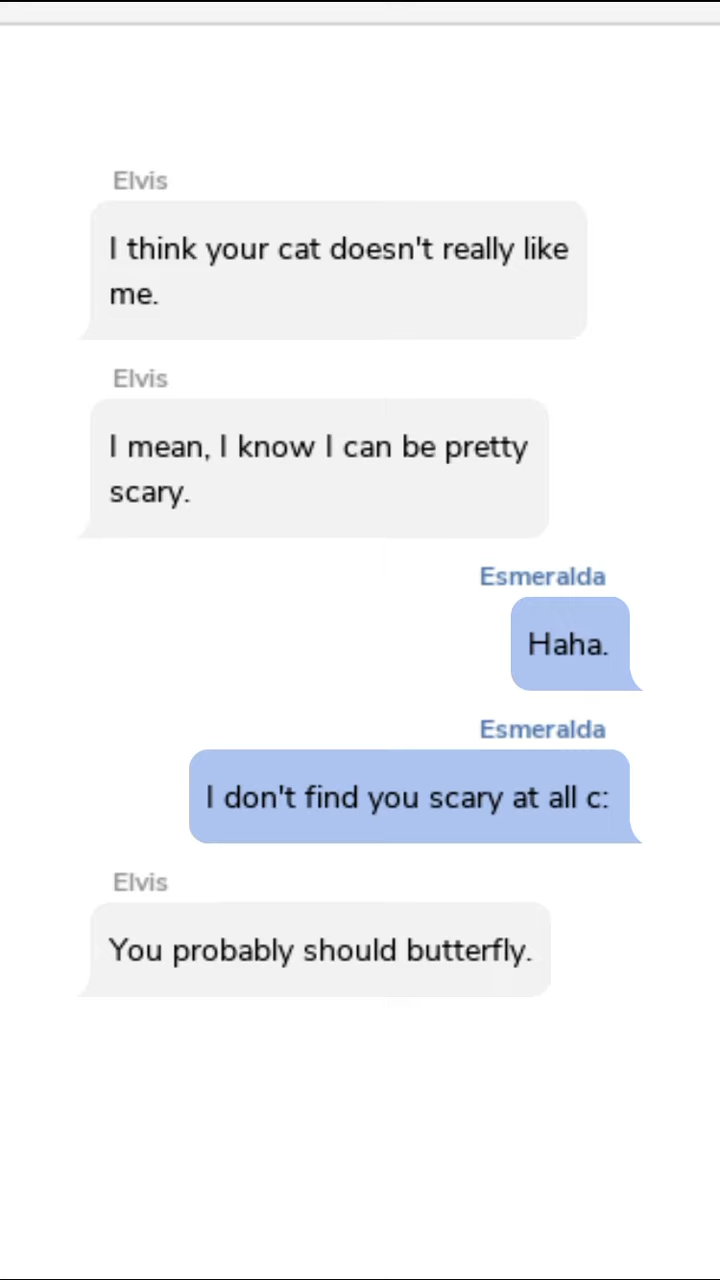 Elvis
I think your cat doesn't really like
me.
Elvis
I mean, I know I can be pretty
scary.
Esmeralda
Haha.
Esmeralda
I don't find you scary at all c:
Elvis
You probably should butterfly.